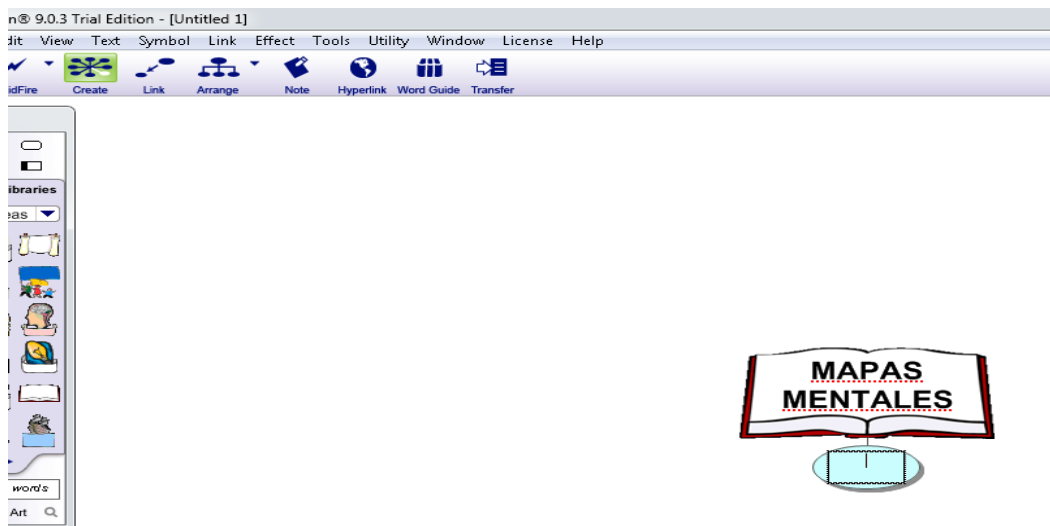 n® 9.0.3 Trial Edition - [Untitled 1]
dit View Text Symbol Link Effect Tools Utility Window License Help
idFire Create Link Arrange Note Hyperlink Word Guide Transfer
ibraries
eas
MAPAS
MENTALES
words
Art